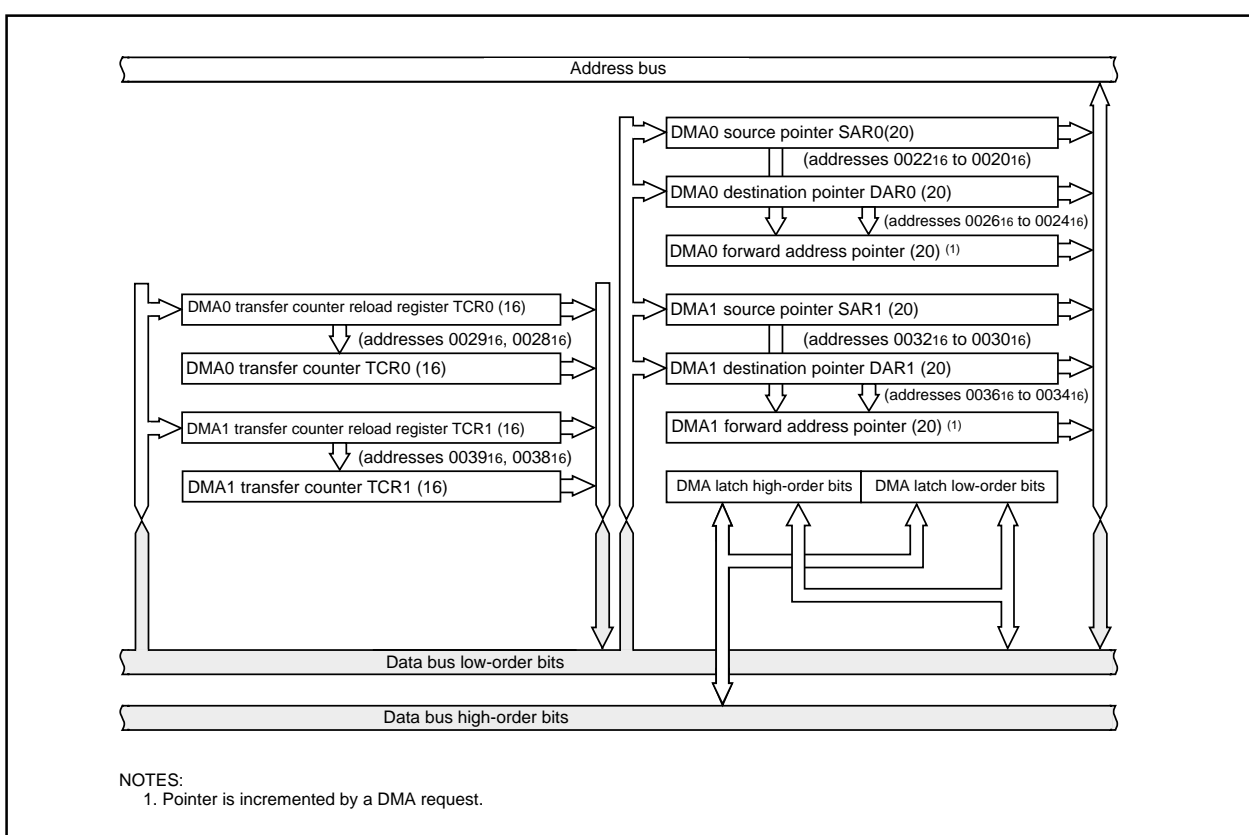 Address bus
DMA0 source pointer SAR0(20)
(addresses 002216 to 002016)
DMA0 destination pointer DAR0 (20)
(addresses 002616 to 002416)
DMA0 forward address pointer (20) (1)
DMA0 transfer counter reload register TCR0 (16)
(addresses 002916, 002816)
DMA0 transfer counter TCR0 (16)
DMA1 transfer counter reload register TCR1 (16)
(addresses 003916, 003816)
DMA1 transfer counter TCR1 (16)
DMA1 source pointer SAR1 (20)
(addresses 003216 to 003016)
DMA1 destination pointer DAR1 (20)
(addresses 003616 to 003416)
DMA1 forward address pointer (20) (1)
DMA latch high-order bits
DMA latch low-order bits
Data bus low-order bits
Data bus high-order bits
NOTES:
1. Pointer is incremented by a DMA request.